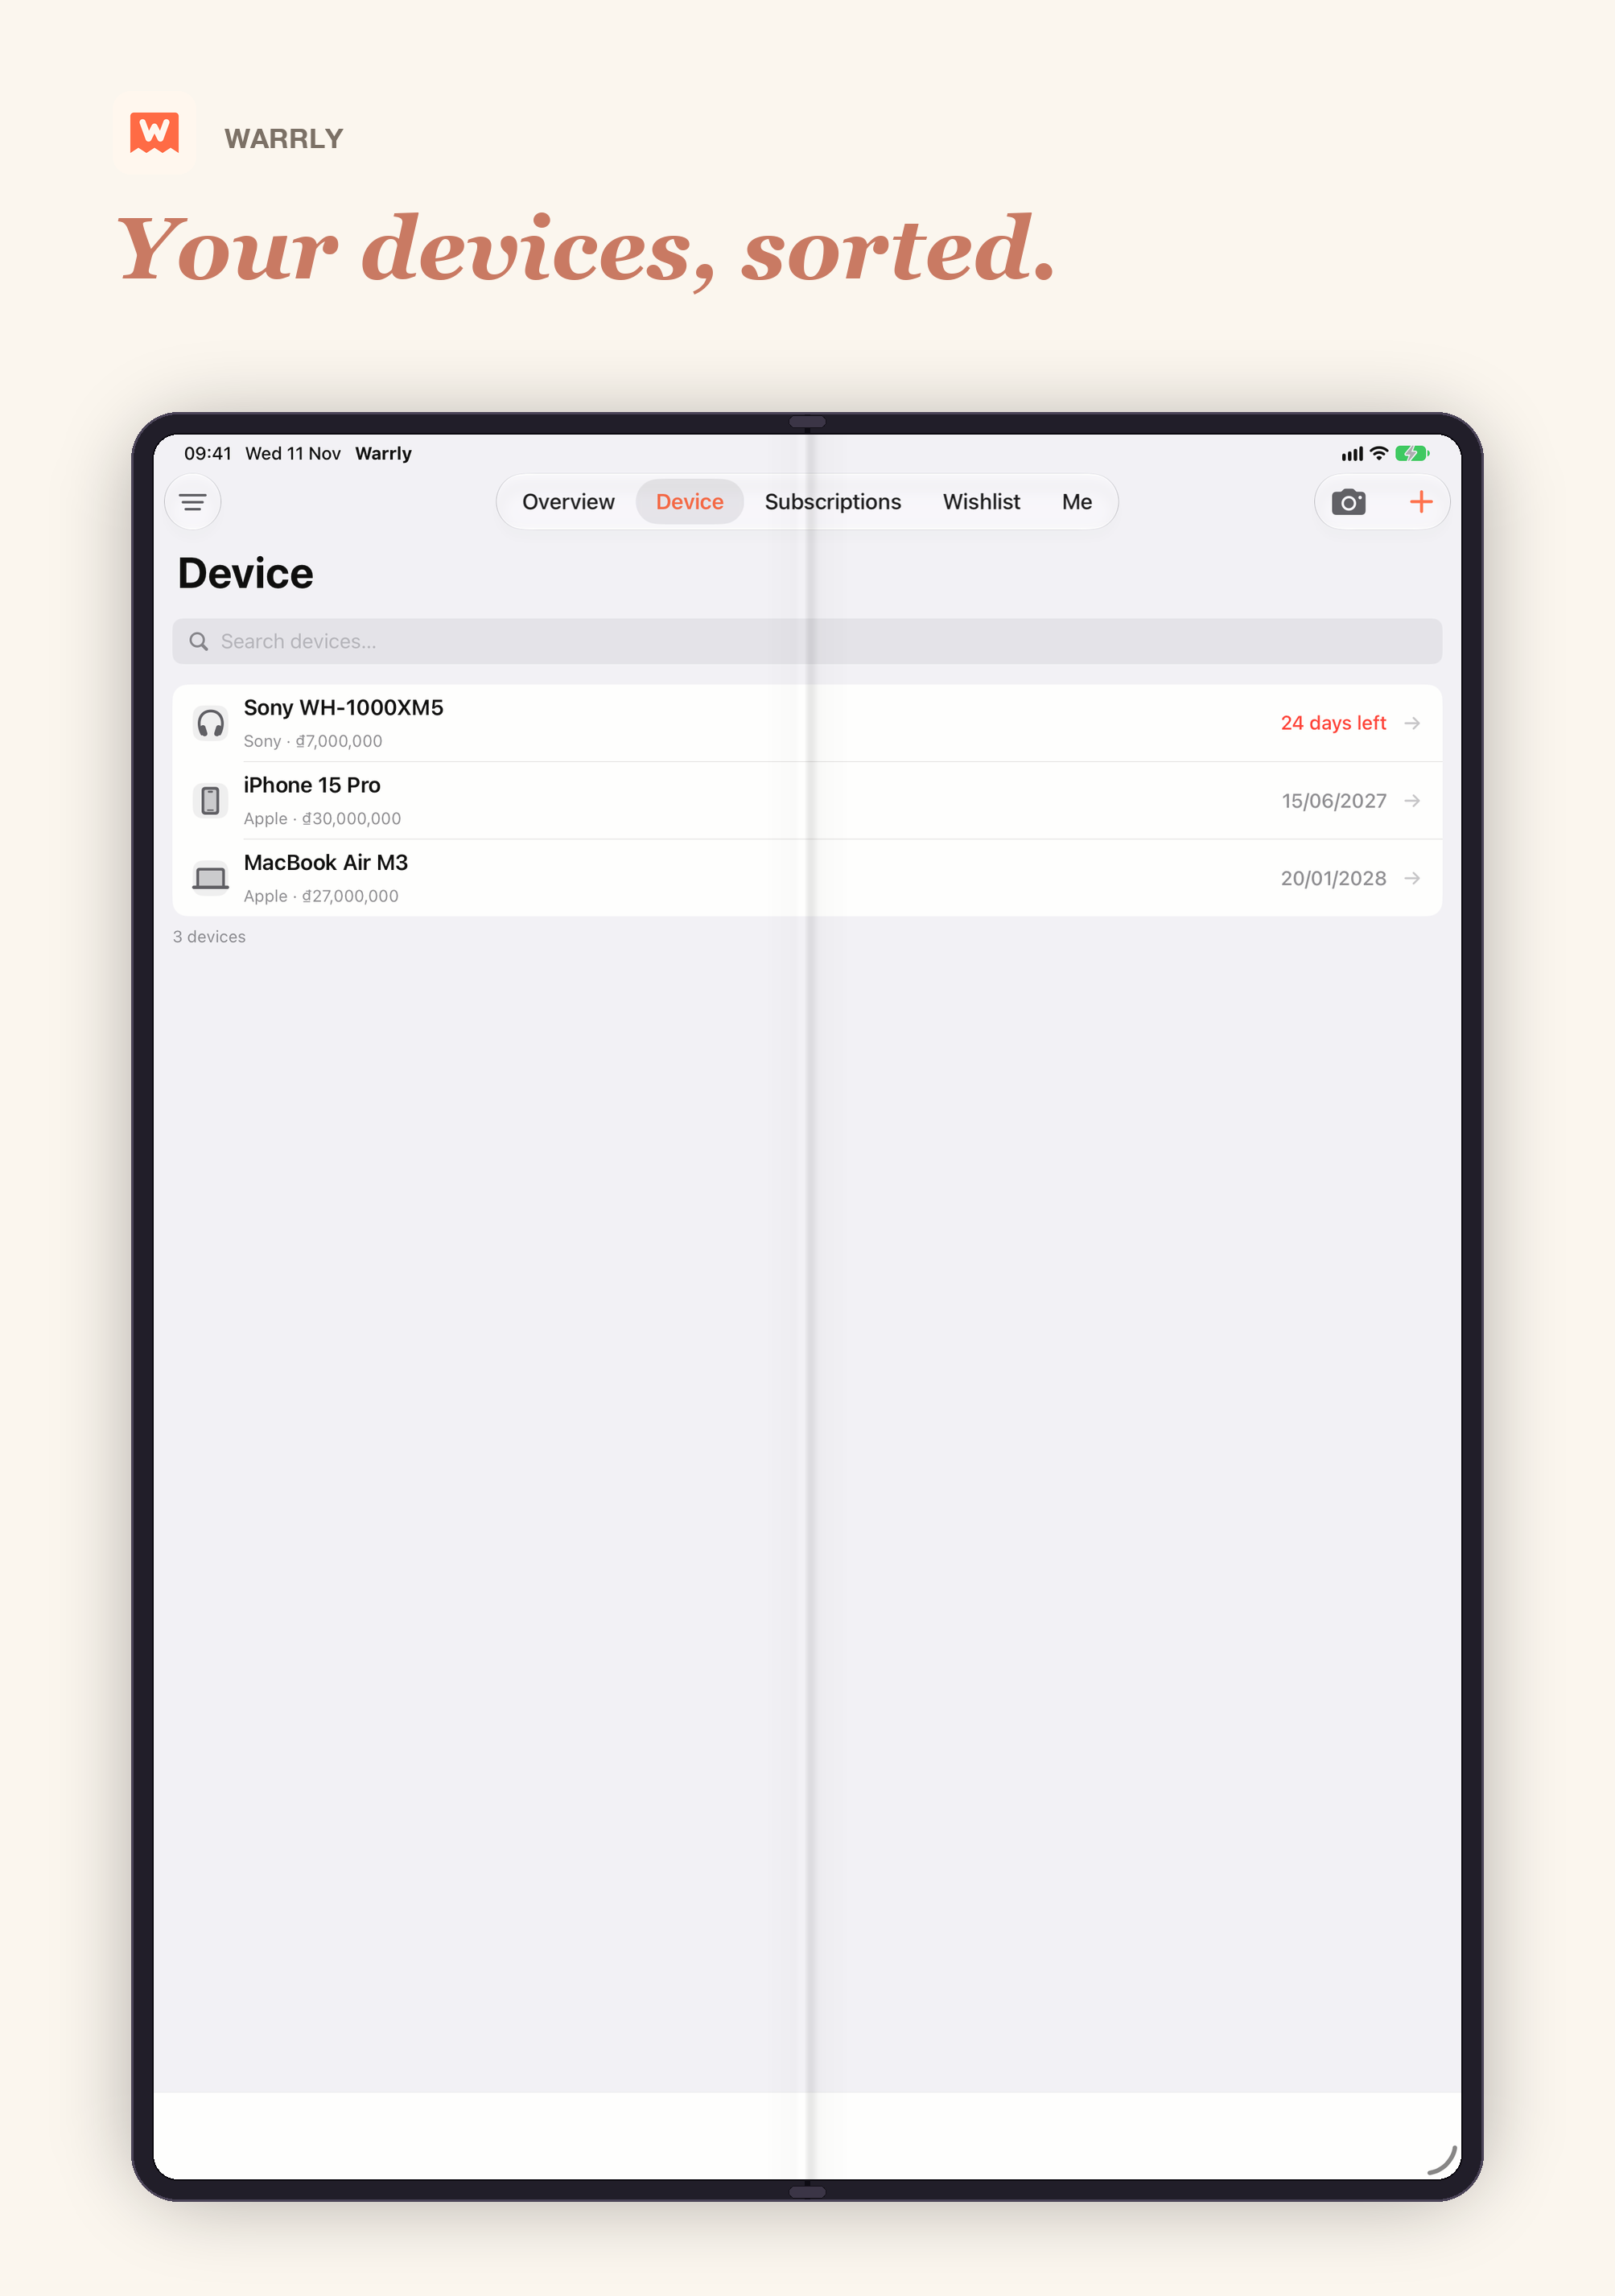 W
WARRLY
Your devices, sorted.
09:41 Wed 11 Nov Warrly
Overview Device Subscriptions Wishlist Me
Device
Search devices...
Sony WH-1000XM5
Sony · ₫7,000,000
24 days left
iPhone 15 Pro
Apple · ₫30,000,000
15/06/2027
MacBook Air M3
Apple · ₫27,000,000
20/01/2028
3 devices